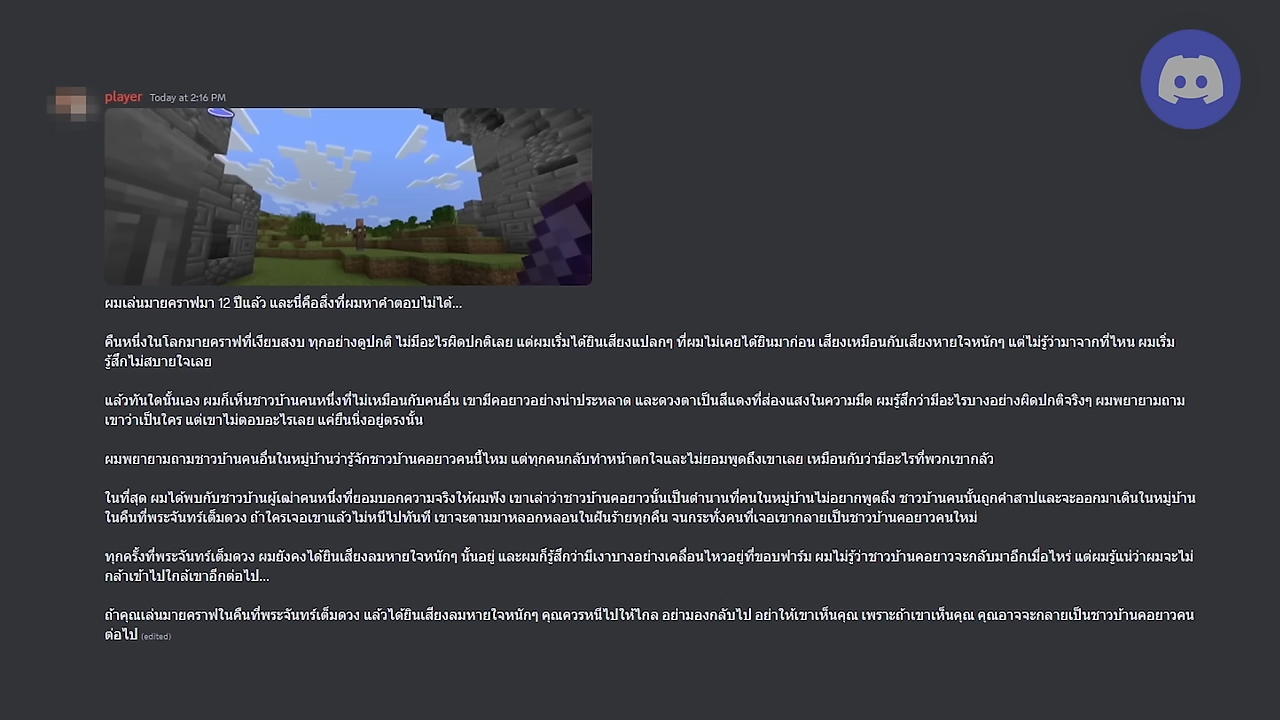 player Today at 2:16 PM
ผมเล่นมายคราฟมา 12 ปีแล้ว และนี่คือสิ่งที่ผมหาคำตอบไม่ได้...
คืนหนึ่งในโลกมายคราฟที่เงียบสงบ ทุกอย่างดูปกติ ไม่มีอะไรผิดปกติเลย แต่ผมเริ่มได้ยินเสียงแปลกๆ ที่ผมไม่เคยได้ยินมาก่อน เสียงเหมือนกับเสียงหายใจหนักๆ แต่ไม่รู้ว่ามาจากที่ไหน ผมเริ่ม
รู้สึกไม่สบายใจเลย
แล้วทันใดนั้นเอง ผมก็เห็นชาวบ้านคนหนึ่งที่ไม่เหมือนกับคนอื่น เขามีคอยาวอย่างน่าประหลาด และดวงตาเป็นสีแดงที่ส่องแสงในความมืด ผมรู้สึกว่ามีอะไรบางอย่างผิดปกติจริงๆ ผมพยายามถาม
เขาว่าเป็นใคร แต่เขาไม่ตอบอะไรเลย แค่ยืนนิ่งอยู่ตรงนั้น
ผมพยายามถามชาวบ้านคนอื่นในหมู่บ้านว่ารู้จักชาวบ้านคอยาวคนนี้ไหม แต่ทุกคนกลับทำหน้าตกใจและไม่ยอมพูดถึงเขาเลย เหมือนกับว่ามีอะไรที่พวกเขากลัว
ในที่สุด ผมได้พบกับชาวบ้านผู้เฒ่าคนหนึ่งที่ยอมบอกความจริงให้ผมฟัง เขาเล่าว่าชาวบ้านคอยาวนั้นเป็นตำนานที่คนในหมู่บ้านไม่อยากพูดถึง ชาวบ้านคนนั้นถูกคำสาปและจะออกมาเดินในหมู่บ้าน
ในคืนที่พระจันทร์เต็มดวง ถ้าใครเจอเขาแล้วไม่หนีไปทันที เขาจะตามมาหลอกหลอนในฝันร้ายทุกคืน จนกระทั่งคนที่เจอเขากลายเป็นชาวบ้านคอยาวคนใหม่
ทุกครั้งที่พระจันทร์เต็มดวง ผมยังคงได้ยินเสียงลมหายใจหนักๆ นั้นอยู่ และผมก็รู้สึกว่ามีเงาบางอย่างเคลื่อนไหวอยู่ที่ขอบฟาร์ม ผมไม่รู้ว่าชาวบ้านคอยาวจะกลับมาอีกเมื่อไหร่ แต่ผมรู้แน่ว่าผมจะไม่
กล้าเข้าไปใกล้เขาอีกต่อไป...
ถ้าคุณเล่นมายคราฟในคืนที่พระจันทร์เต็มดวง แล้วได้ยินเสียงลมหายใจหนักๆ คุณควรหนีไปให้ไกล อย่ามองกลับไป อย่าให้เขาเห็นคุณ เพราะถ้าเขาเห็นคุณ คุณอาจจะกลายเป็นชาวบ้านคอยาวคน
ต่อไป (edited)